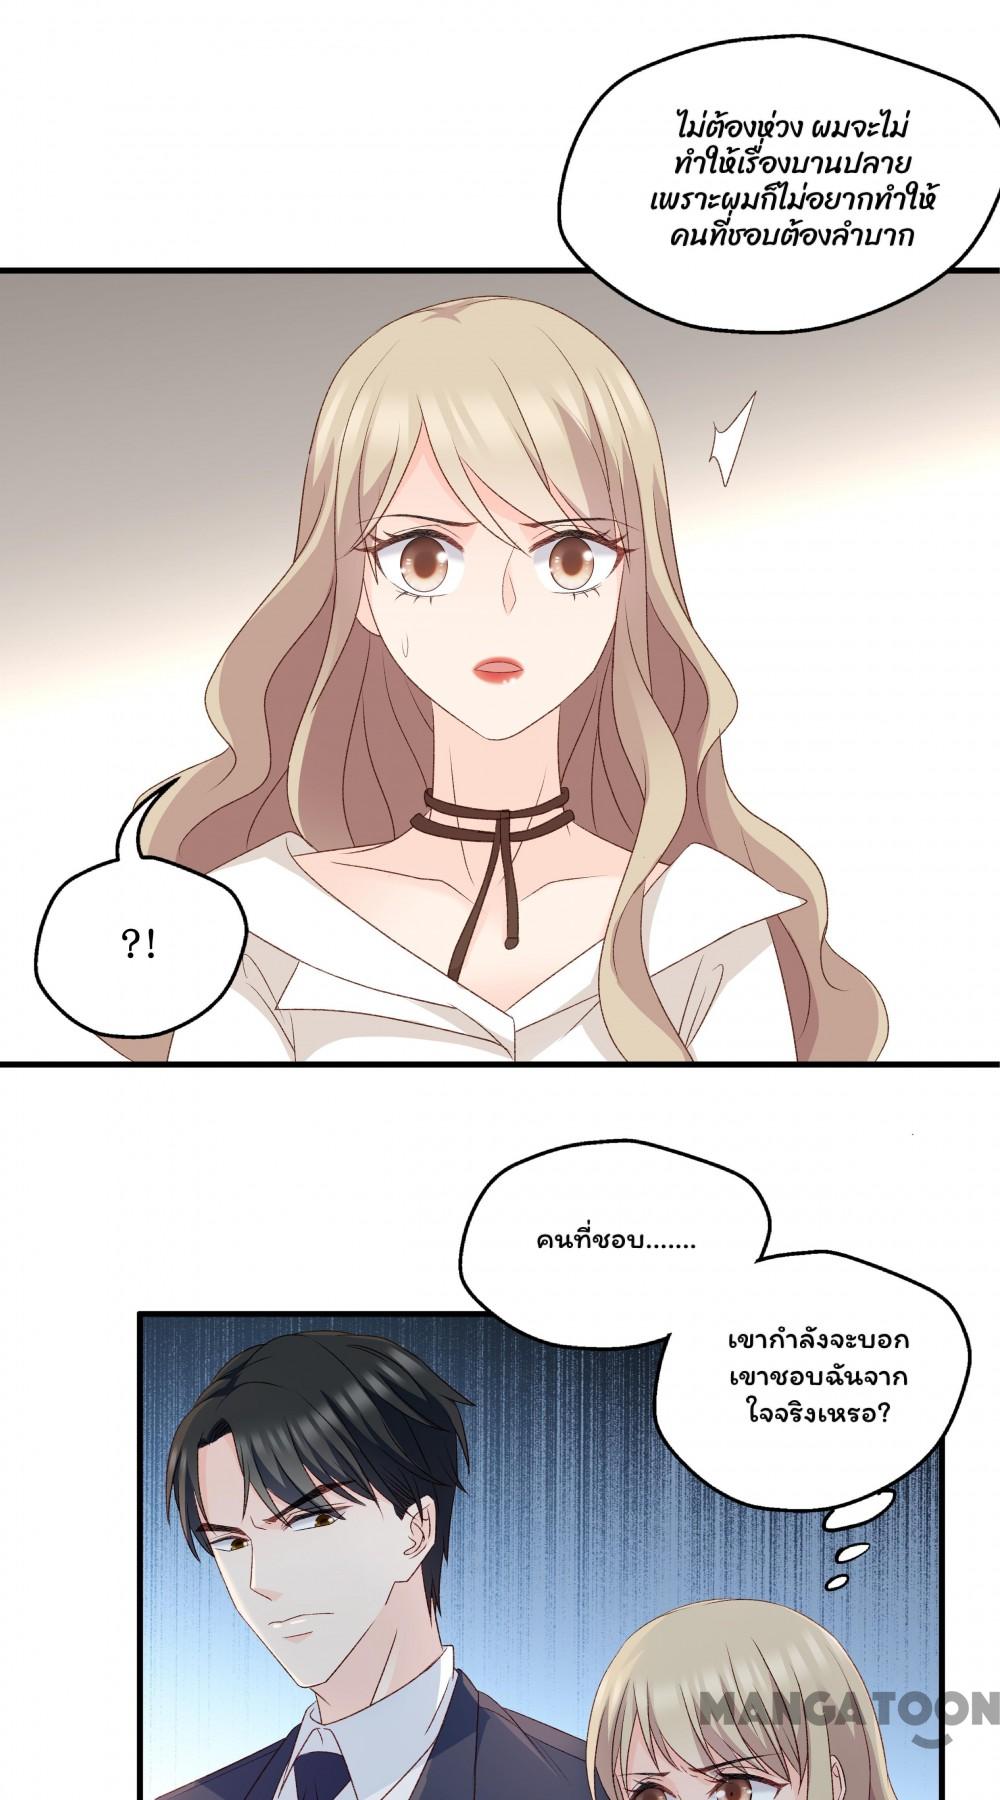 ไม่ต้องห่วง ผมจะไม่
ทำให้เรื่องบานปลาย
เพราะผมก็ไม่อยากทำให้
คนที่ชอบต้องลำบาก
?!
คนที่ชอบ.......
เขากำลังจะบอก
เขาชอบฉันจาก
ใจจริงเหรอ?
MANGATOON